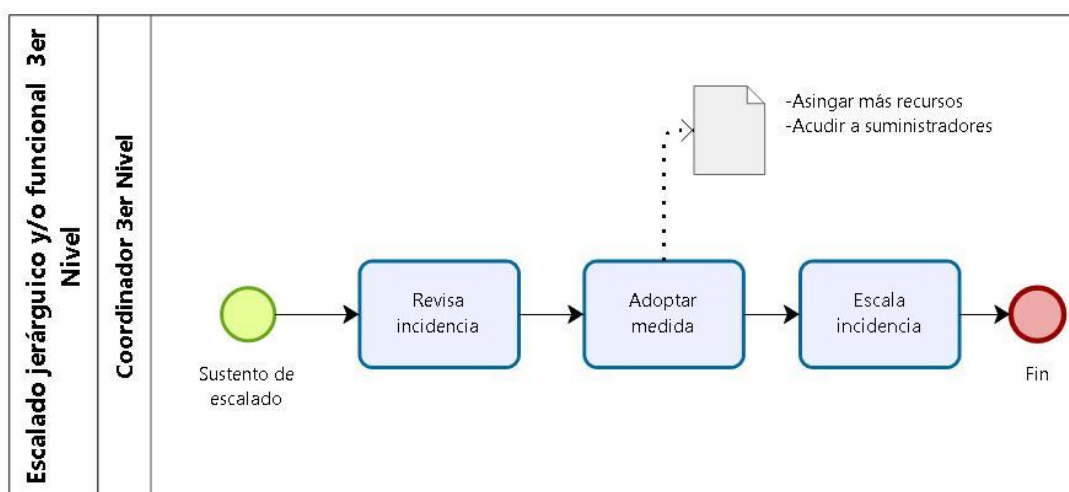 Escalado jerárguico y/o funcional 3er
Nivel
Coordinador 3er Nivel
-Asingar más recursos
-Acudir a suministradores
Revisa
incidencia
Adoptar
medida
Escala
incidencia
Sustento de
escalado
Fin